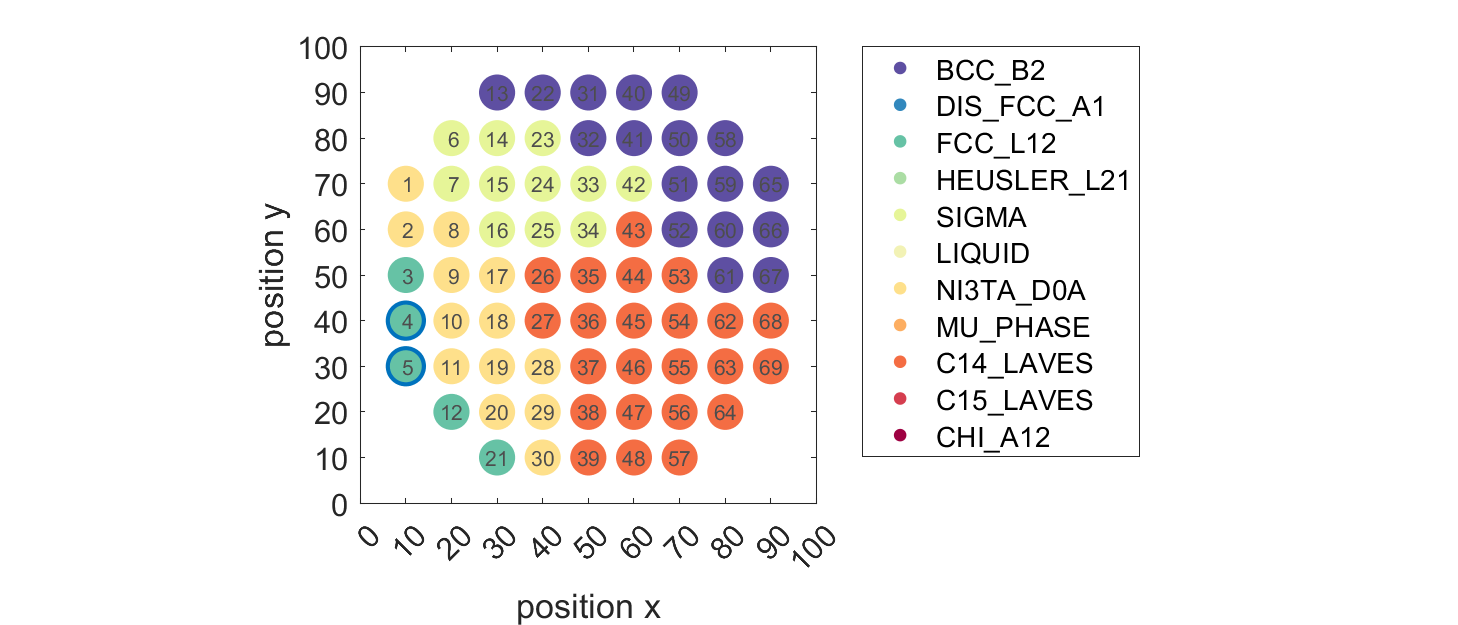 100
90
80
70
60
50
40
30
20
10
0
position y
13 22 31 40 49
6 14 23 32 41 50 58
1 7 15 24 33 42 51 59 65
2 8 16 25 34 43 52 60 66
3 9 17 26 35 44 53 61 67
4 10 18 27 36 45 54 62 68
5 11 19 28 37 46 55 63 69
12 20 29 38 47 56 64
21 30 39 48 57
0 10 20 30 40 50 60 70 80 90 100
position x
BCC_B2
DIS_FCC_A1
FCC_L12
HEUSLER_L21
SIGMA
LIQUID
NI3TA_D0A
MU_PHASE
C14_LAVES
C15_LAVES
CHI_A12